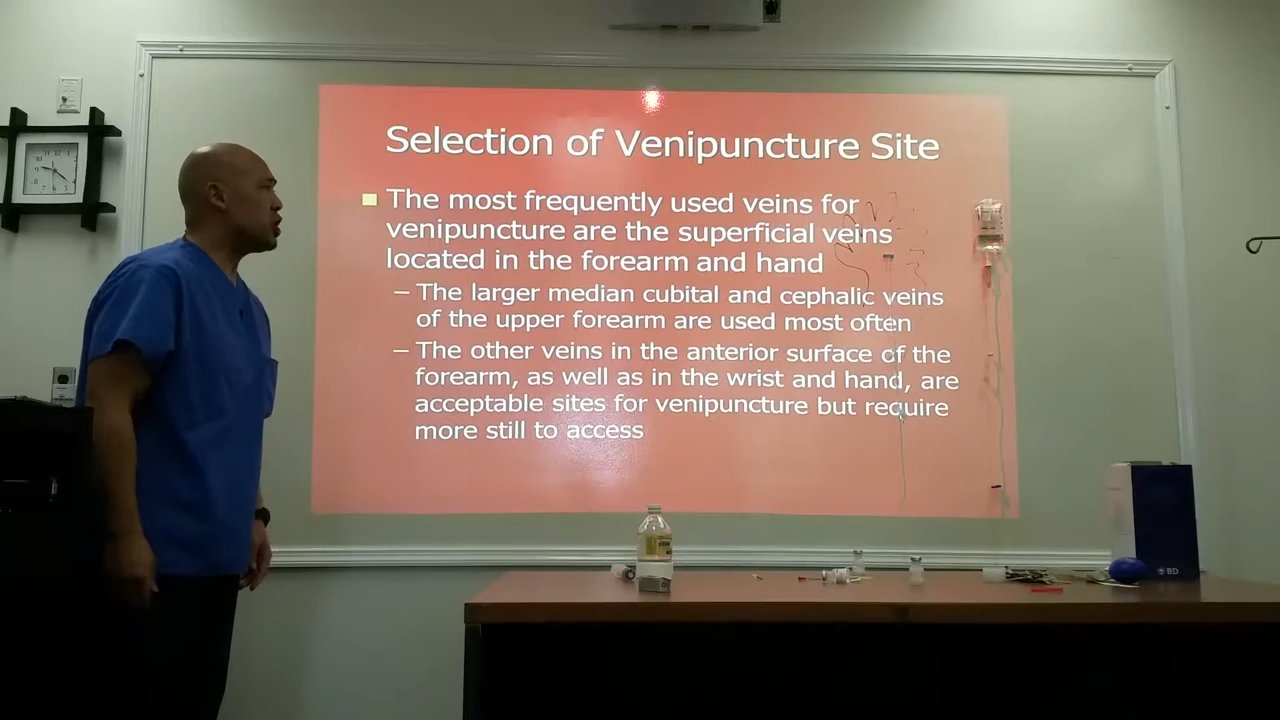 Selection of Venipuncture Site
The most frequently used veins for
venipuncture are the superficial veins
located in the forearm and hand
– The larger median cubital and cephalic veins
of the upper forearm are used most often
– The other veins in the anterior surface of the
forearm, as well as in the wrist and hand, are
acceptable sites for venipuncture but require
more still to access
BD